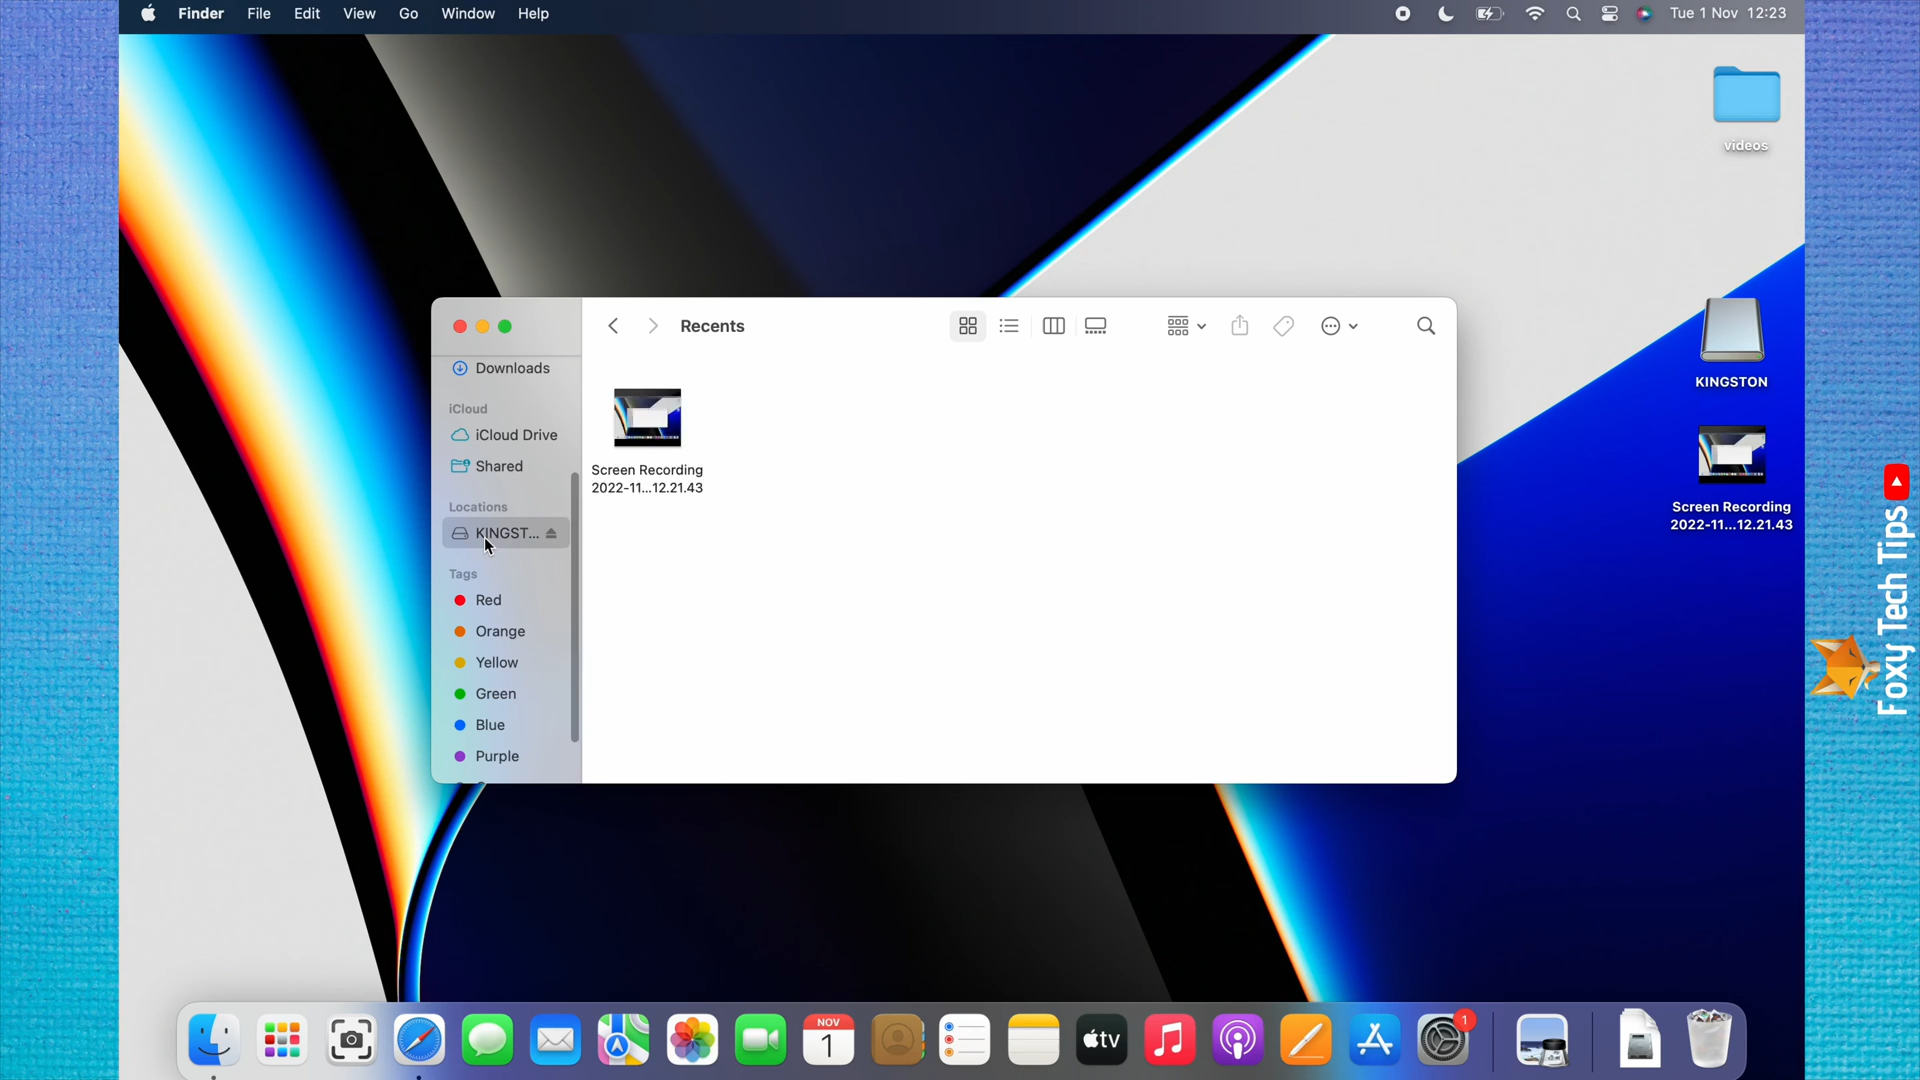 Finder File Edit View Go Window Help
Tue 1 Nov 12:23
videos
Recents
Downloads
iCloud
iCloud Drive
Shared
Locations
KINGST...
Tags
Red
Orange
Yellow
Green
Blue
Purple
Screen Recording
2022-11...12.21.43
KINGSTON
Screen Recording
2022-11...12.21.43
Foxy Tech Tips
NOV
1
tv
1